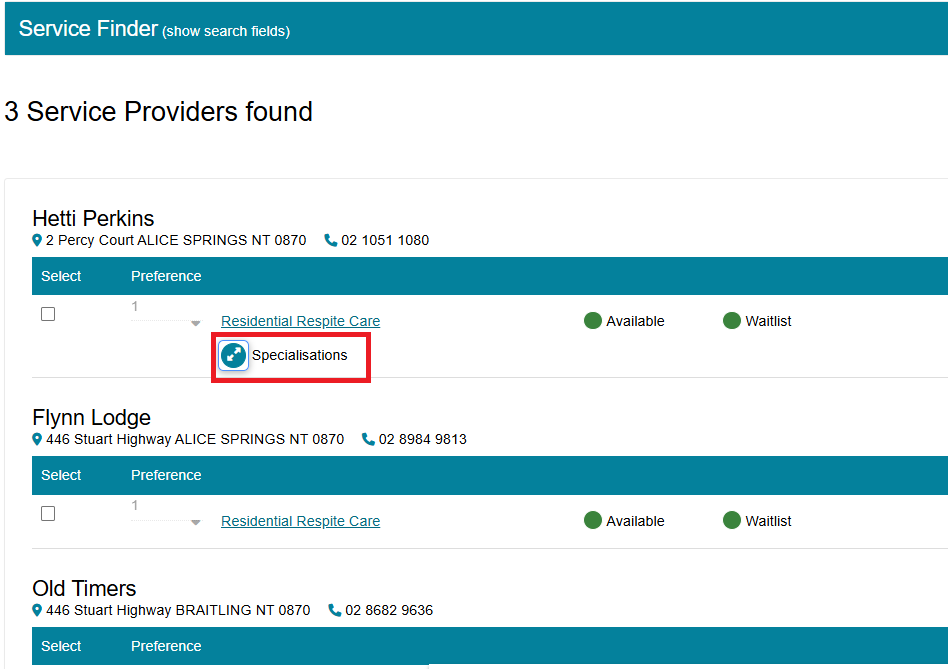 Service Finder (show search fields)
3 Service Providers found
Hetti Perkins
2 Percy Court ALICE SPRINGS NT 0870 02 1051 1080
Select Preference
1
Residential Respite Care Available Waitlist
Specialisations
Flynn Lodge
446 Stuart Highway ALICE SPRINGS NT 0870 02 8984 9813
Select Preference
1
Residential Respite Care Available Waitlist
Old Timers
446 Stuart Highway BRAITLING NT 0870 02 8682 9636
Select Preference